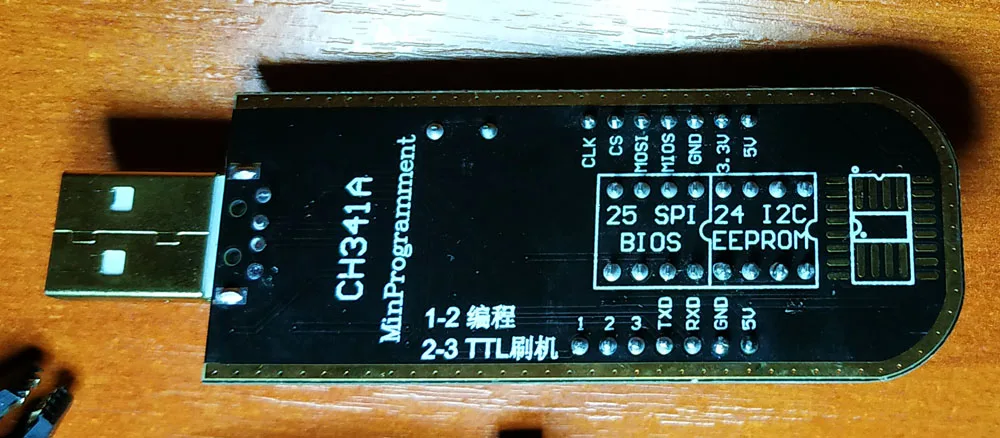 CH341A
MinProgramment
CLK CS MOSI MIOS GND 3.3V 5V
25 SPI BIOS
24 I2C EEPROM
1-2 编程
2-3 TTL刷机
1 2 3 TXD RXD GND 5V